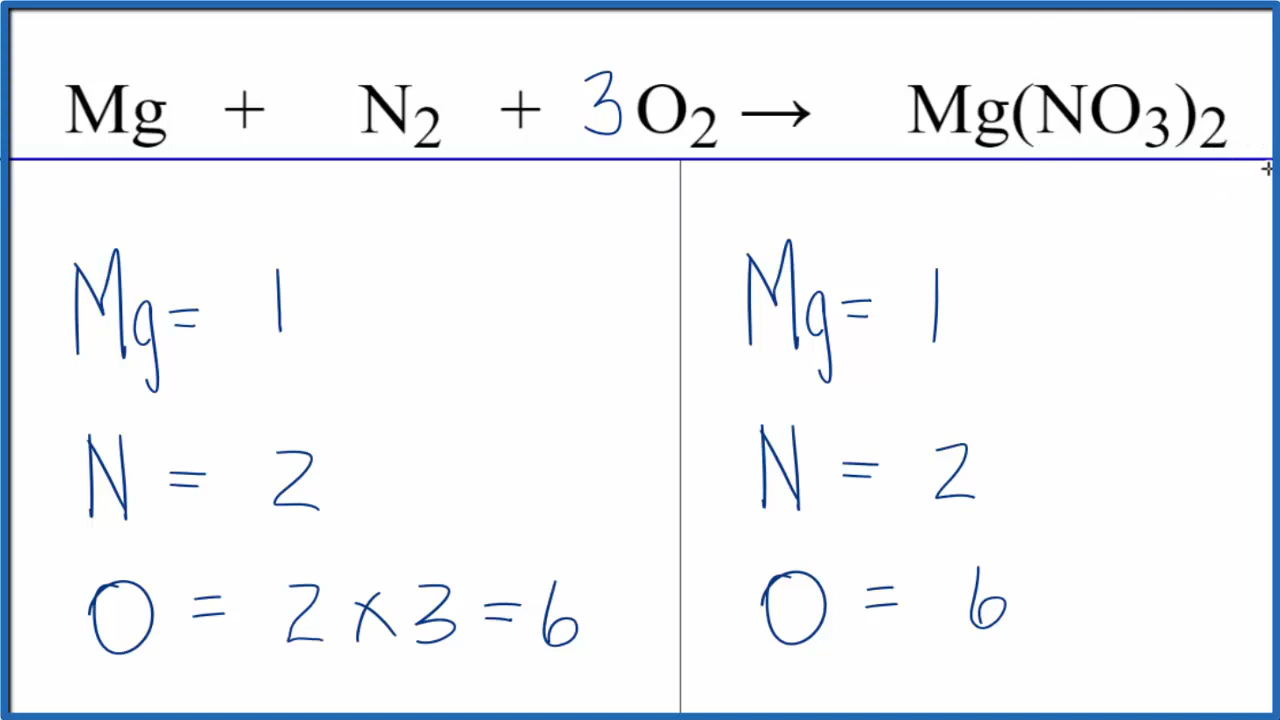 Mg + N₂ + 3O₂ → Mg(NO₃)₂
Mg = 1
N = 2
O = 2 × 3 = 6
Mg = 1
N = 2
O = 6